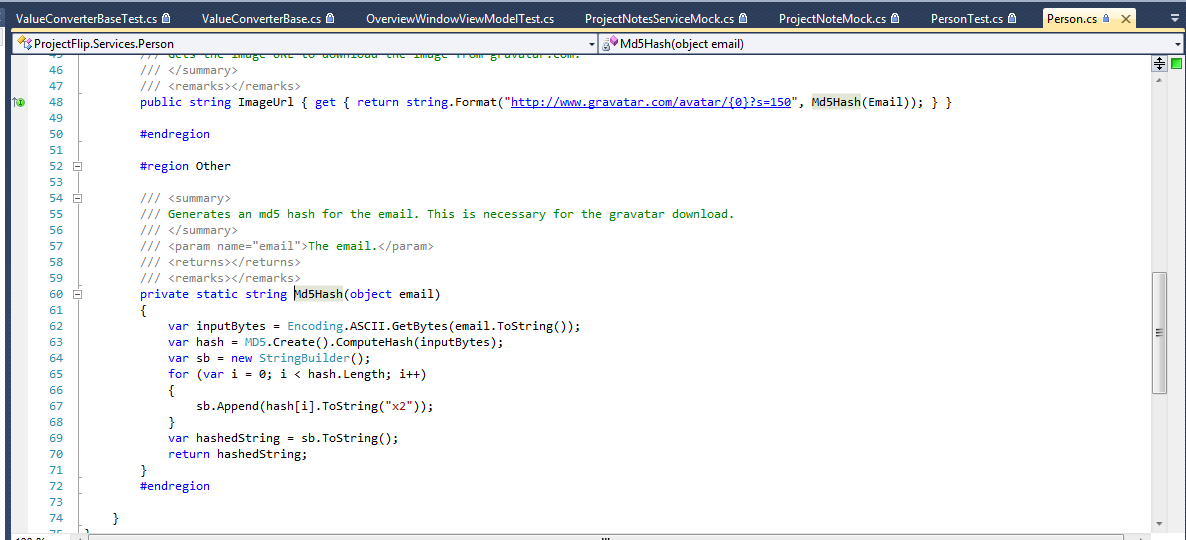 ValueConverterBaseTest.cs ValueConverterBase.cs OverviewWindowViewModelTest.cs ProjectNotesServiceMock.cs ProjectNoteMock.cs PersonTest.cs Person.cs
ProjectFlip.Services.Person Md5Hash(object email)
46 /// </summary>
47 /// <remarks></remarks>
48 public string ImageUrl { get { return string.Format("http://www.gravatar.com/avatar/{0}?s=150", Md5Hash(Email)); } }
49
50 #endregion
51
52 #region Other
53
54 /// <summary>
55 /// Generates an md5 hash for the email. This is necessary for the gravatar download.
56 /// </summary>
57 /// <param name="email">The email.</param>
58 /// <returns></returns>
59 /// <remarks></remarks>
60 private static string Md5Hash(object email)
61 {
62 var inputBytes = Encoding.ASCII.GetBytes(email.ToString());
63 var hash = MD5.Create().ComputeHash(inputBytes);
64 var sb = new StringBuilder();
65 for (var i = 0; i < hash.Length; i++)
66 {
67 sb.Append(hash[i].ToString("x2"));
68 }
69 var hashedString = sb.ToString();
70 return hashedString;
71 }
72 #endregion
73
74 }